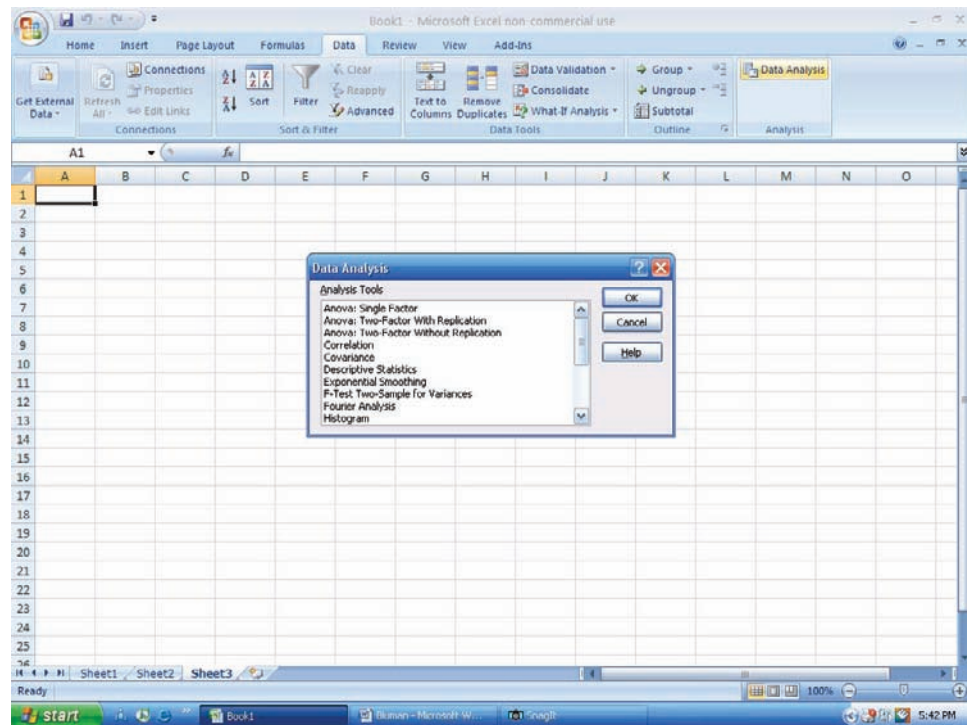 Book1 - Microsoft Excel non-commercial use
Home Insert Page Layout Formulas Data Review View Add-Ins
Get External Data
Refresh All
Connections
Properties
Edit Links
Connections
Sort
Filter
Clear
Reapply
Advanced
Sort & Filter
Text to Columns
Remove Duplicates
Data Validation
Consolidate
What-If Analysis
Data Tools
Group
Ungroup
Subtotal
Outline
Data Analysis
Analysis
A1 fx
A B C D E F G H I J K L M N O
1
2
3
4
5
6
7
8
9
10
11
12
13
14
15
16
17
18
19
20
21
22
23
24
25
26
Data Analysis
Analysis Tools
Anova: Single Factor
Anova: Two-Factor With Replication
Anova: Two-Factor Without Replication
Correlation
Covariance
Descriptive Statistics
Exponential Smoothing
F-Test Two-Sample for Variances
Fourier Analysis
Histogram
OK
Cancel
Help
Sheet1 Sheet2 Sheet3
Ready 100%
start Book1 Bluman - Microsoft W... SnagIt 5:42 PM